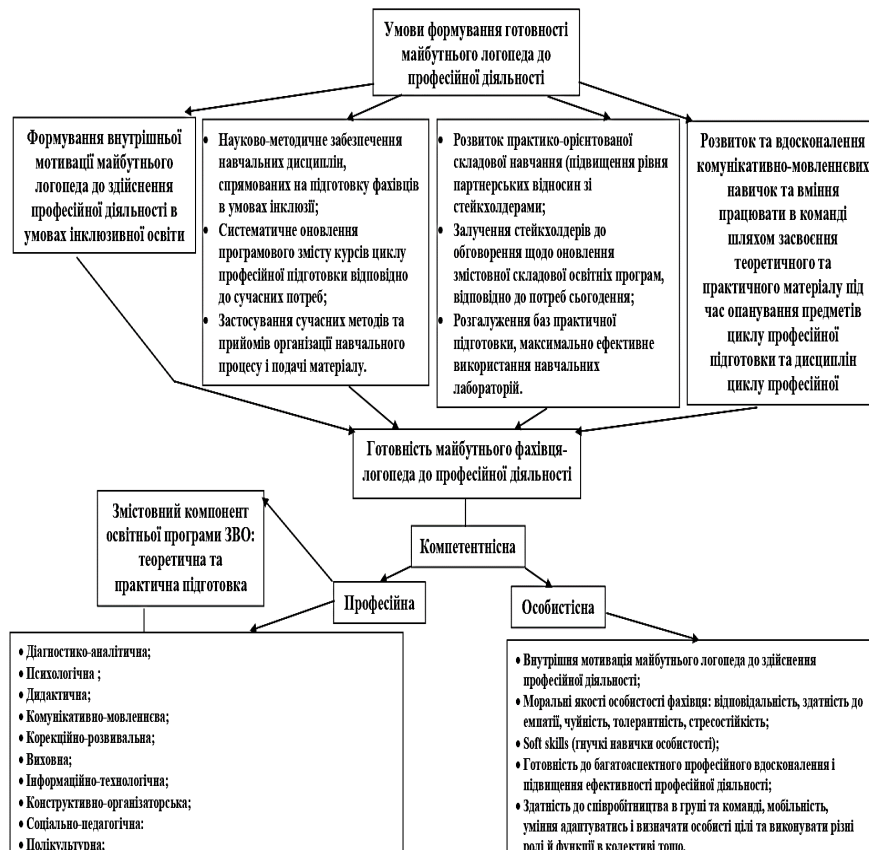 Умови формування готовності
майбутнього логопеда до
професійної діяльності
Формування внутрішньої
мотивації майбутнього
логопеда до здійснення
професійної діяльності в
умовах інклюзивної освіти
• Науково-методичне забезпечення
навчальних дисциплін,
спрямованих на підготовку фахівців
в умовах інклюзії;
• Систематичне оновлення
програмового змісту курсів циклу
професійної підготовки відповідно
до сучасних потреб;
• Застосування сучасних методів та
прийомів організації навчального
процесу і подачі матеріалу.
• Розвиток практико-орієнтованої
складової навчання (підвищення рівня
партнерських відносин зі
стейкхолдерами;
• Залучення стейкхолдерів до
обговорення щодо оновлення
змістовної складової освітніх програм,
відповідно до потреб сьогодення;
• Розгалуження баз практичної
підготовки, максимально ефективне
використання навчальних
лабораторій.
Розвиток та вдосконалення
комунікативно-мовленнєвих
навичок та вміння
працювати в команді
шляхом засвоєння
теоретичного та
практичного матеріалу під
час опанування предметів
циклу професійної
підготовки та дисциплін
циклу професійної
Готовність майбутнього фахівця-
логопеда до професійної діяльності
Змістовний компонент
освітньої програми ЗВО:
теоретична та
практична підготовка
Компетентнісна
Професійна
Особистісна
• Діагностико-аналітична;
• Психологічна ;
• Дидактична;
• Комунікативно-мовленнєва;
• Корекційно-розвивальна;
• Виховна;
• Інформаційно-технологічна;
• Конструктивно-організаторська;
• Соціально-педагогічна:
• Полікультурна;
• Внутрішня мотивація майбутнього логопеда до здійснення
професійної діяльності;
• Моральні якості особистості фахівця: відповідальність, здатність до
емпатії, чуйність, толерантність, стресостійкість;
• Soft skills (гнучкі навички особистості);
• Готовність до багатоаспектного професійного вдосконалення і
підвищення ефективності професійної діяльності;
• Здатність до співробітництва в групі та команді, мобільність,
уміння адаптуватись і визначати особисті цілі та виконувати різні
ролі й функції в колективі тощо.